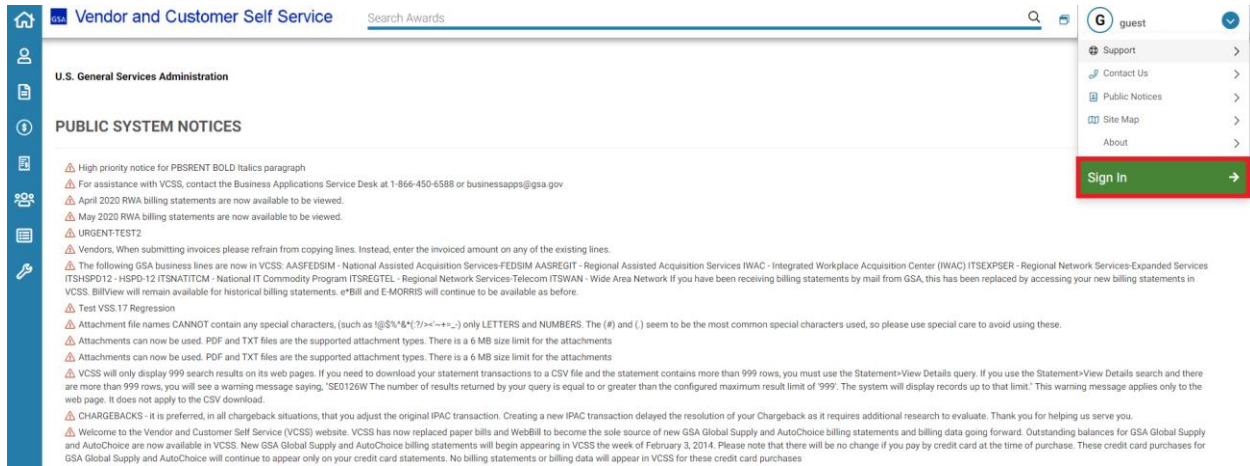 GSA Vendor and Customer Self Service
Search Awards
G guest
Support
Contact Us
Public Notices
Site Map
About
Sign In
U.S. General Services Administration
PUBLIC SYSTEM NOTICES
High priority notice for PBSRENT BOLD Italics paragraph
For assistance with VCSS, contact the Business Applications Service Desk at 1-866-450-6588 or businessapps@gsa.gov
April 2020 RWA billing statements are now available to be viewed.
May 2020 RWA billing statements are now available to be viewed.
URGENT-TEST2
Vendors, When submitting invoices please refrain from copying lines. Instead, enter the invoiced amount on any of the existing lines.
The following GSA business lines are now in VCSS: AASFEDSIM - National Assisted Acquisition Services-FEDSIM AASREGIT - Regional Assisted Acquisition Services IWAC - Integrated Workplace Acquisition Center (IWAC) ITSEXPSER - Regional Network Services-Expanded Services
ITSHSPD12 - HSPD-12 ITSNATITCM - National IT Commodity Program ITSREGTEL - Regional Network Services-Telecom ITSWAN - Wide Area Network If you have been receiving billing statements by mail from GSA, this has been replaced by accessing your new billing statements in
VCSS. BillView will remain available for historical billing statements. e*Bill and E-MORRIS will continue to be available as before.
Test VSS.17 Regression
Attachment file names CANNOT contain any special characters, (such as !@$%^&*(:?/><'~+=_-) only LETTERS and NUMBERS. The (#) and (.) seem to be the most common special characters used, so please use special care to avoid using these.
Attachments can now be used. PDF and TXT files are the supported attachment types. There is a 6 MB size limit for the attachments
Attachments can now be used. PDF and TXT files are the supported attachment types. There is a 6 MB size limit for the attachments
VCSS will only display 999 search results on its web pages. If you need to download your statement transactions to a CSV file and the statement contains more than 999 rows, you must use the Statement>View Details query. If you use the Statement>View Details search and there
are more than 999 rows, you will see a warning message saying, "SE0126W The number of results returned by your query is equal to or greater than the configured maximum result limit of '999'. The system will display records up to that limit." This warning message applies only to the
web page. It does not apply to the CSV download.
CHARGEBACKS - it is preferred, in all chargeback situations, that you adjust the original IPAC transaction. Creating a new IPAC transaction delayed the resolution of your Chargeback as it requires additional research to evaluate. Thank you for helping us serve you.
Welcome to the Vendor and Customer Self Service (VCSS) website. VCSS has now replaced paper bills and WebBill to become the sole source of new GSA Global Supply and AutoChoice billing statements and billing data going forward. Outstanding balances for GSA Global Supply
and AutoChoice are now available in VCSS. New GSA Global Supply and AutoChoice billing statements will begin appearing in VCSS the week of February 3, 2014. Please note that there will be no change if you pay by credit card at the time of purchase. These credit card purchases for
GSA Global Supply and AutoChoice will continue to appear only on your credit card statements. No billing statements or billing data will appear in VCSS for these credit card purchases